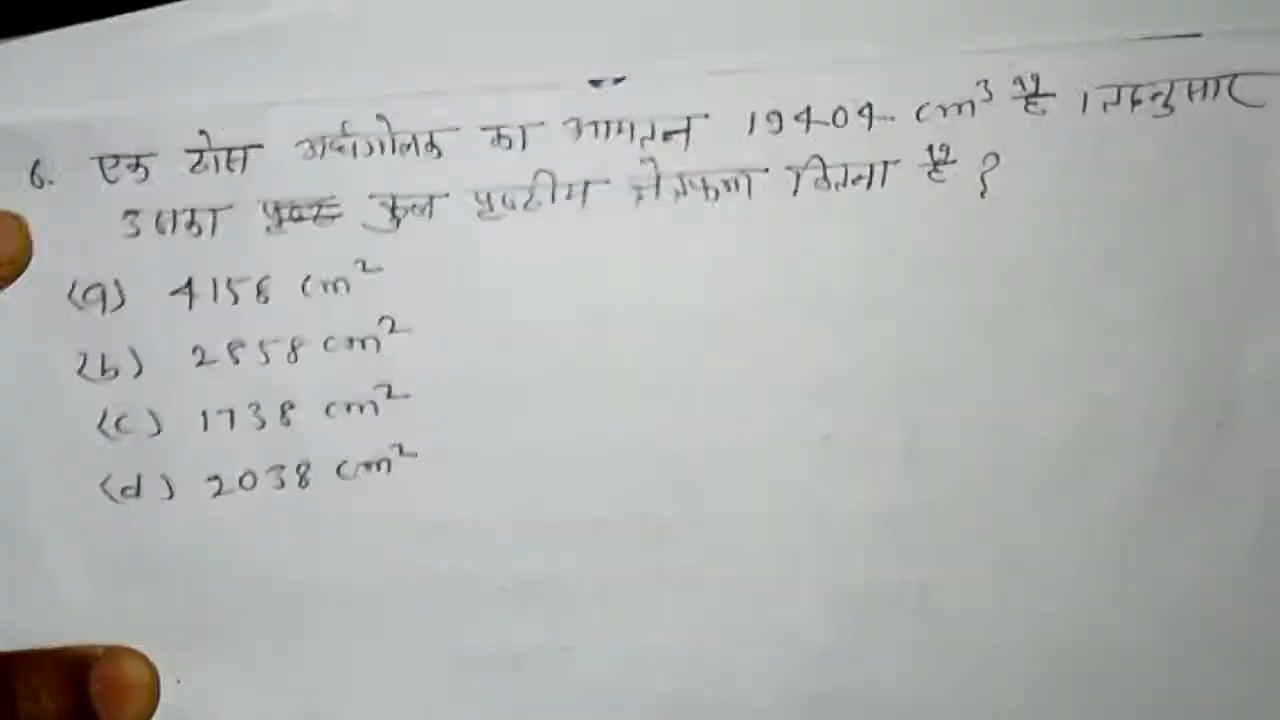 6. एक ठोस अर्धगोलक का आयतन 19404 cm³ है । तदनुसार
उसका कुल पृष्टीय क्षेत्रफल कितना है ?
(a) 4158 cm²
(b) 2858 cm²
(c) 1738 cm²
(d) 2038 cm²